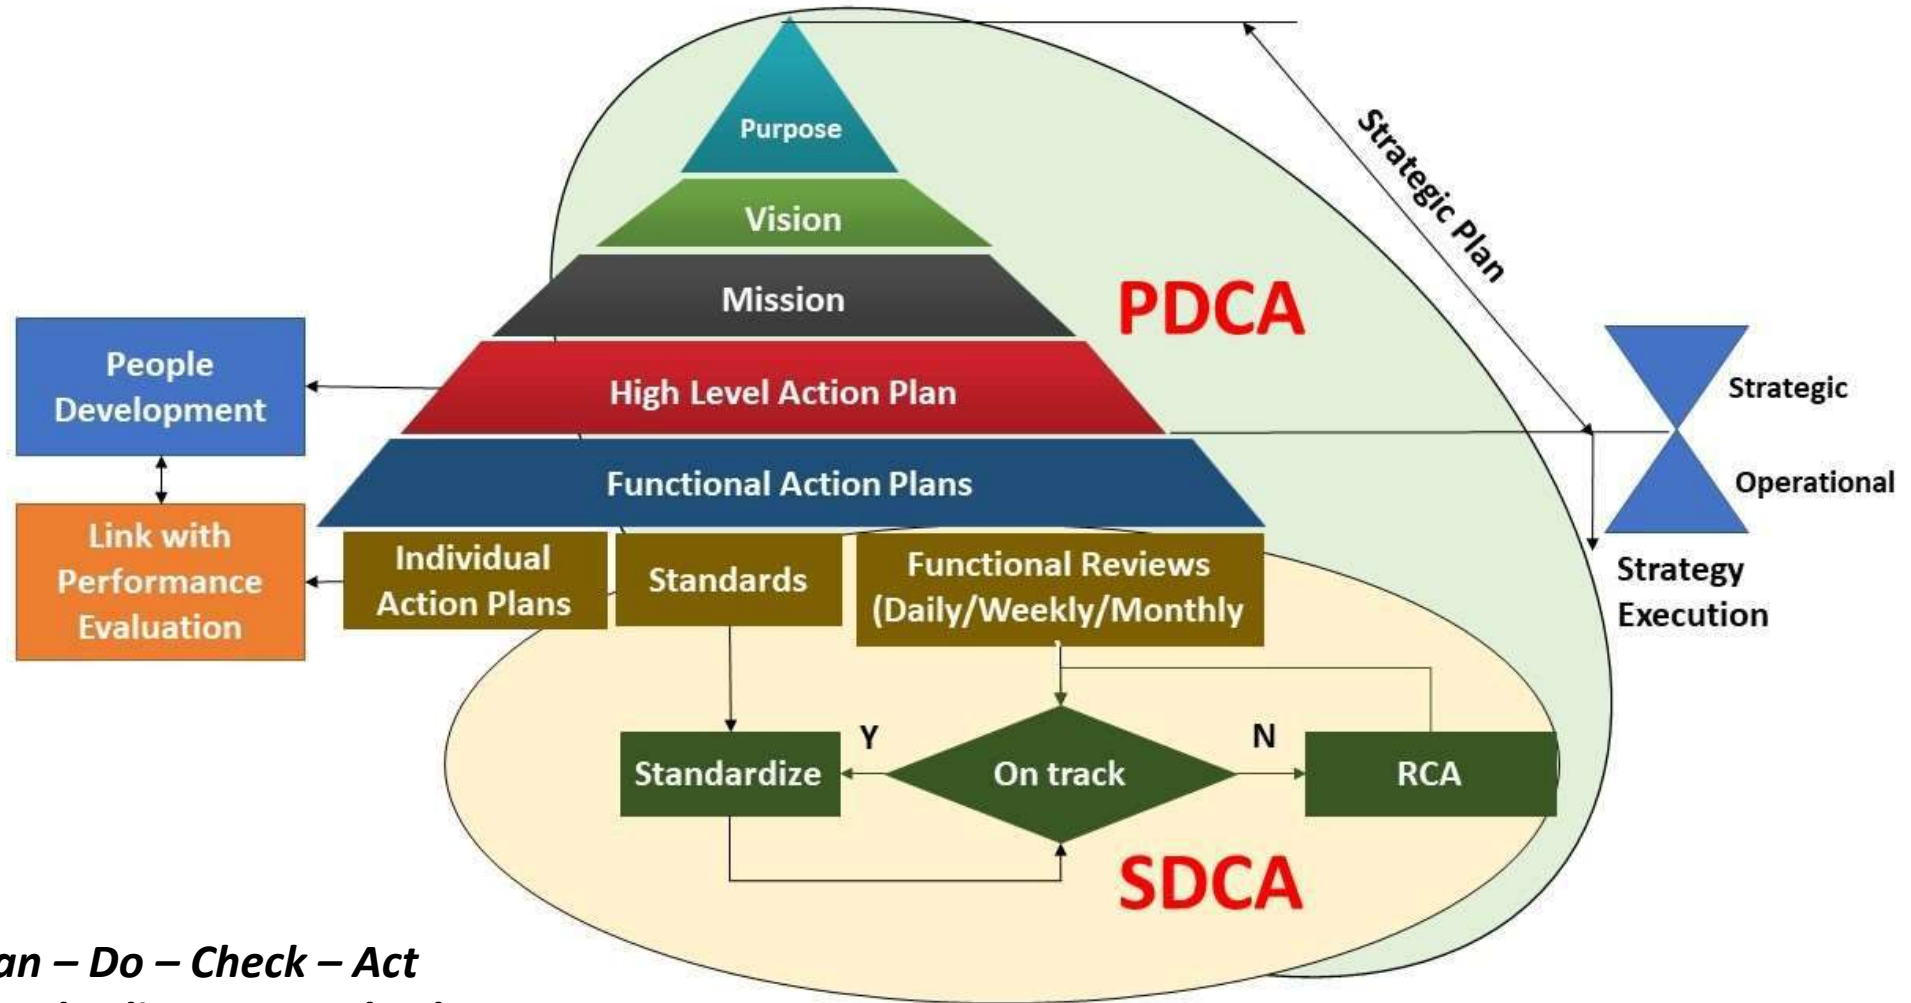 Purpose
Vision
Mission
High Level Action Plan
Functional Action Plans
PDCA
Strategic Plan
Strategic
Operational
Strategy
Execution
People
Development
Link with
Performance
Evaluation
Individual
Action Plans
Standards
Functional Reviews
(Daily/Weekly/Monthly
Standardize
Y
On track
N
RCA
SDCA
– Do – Check – Act